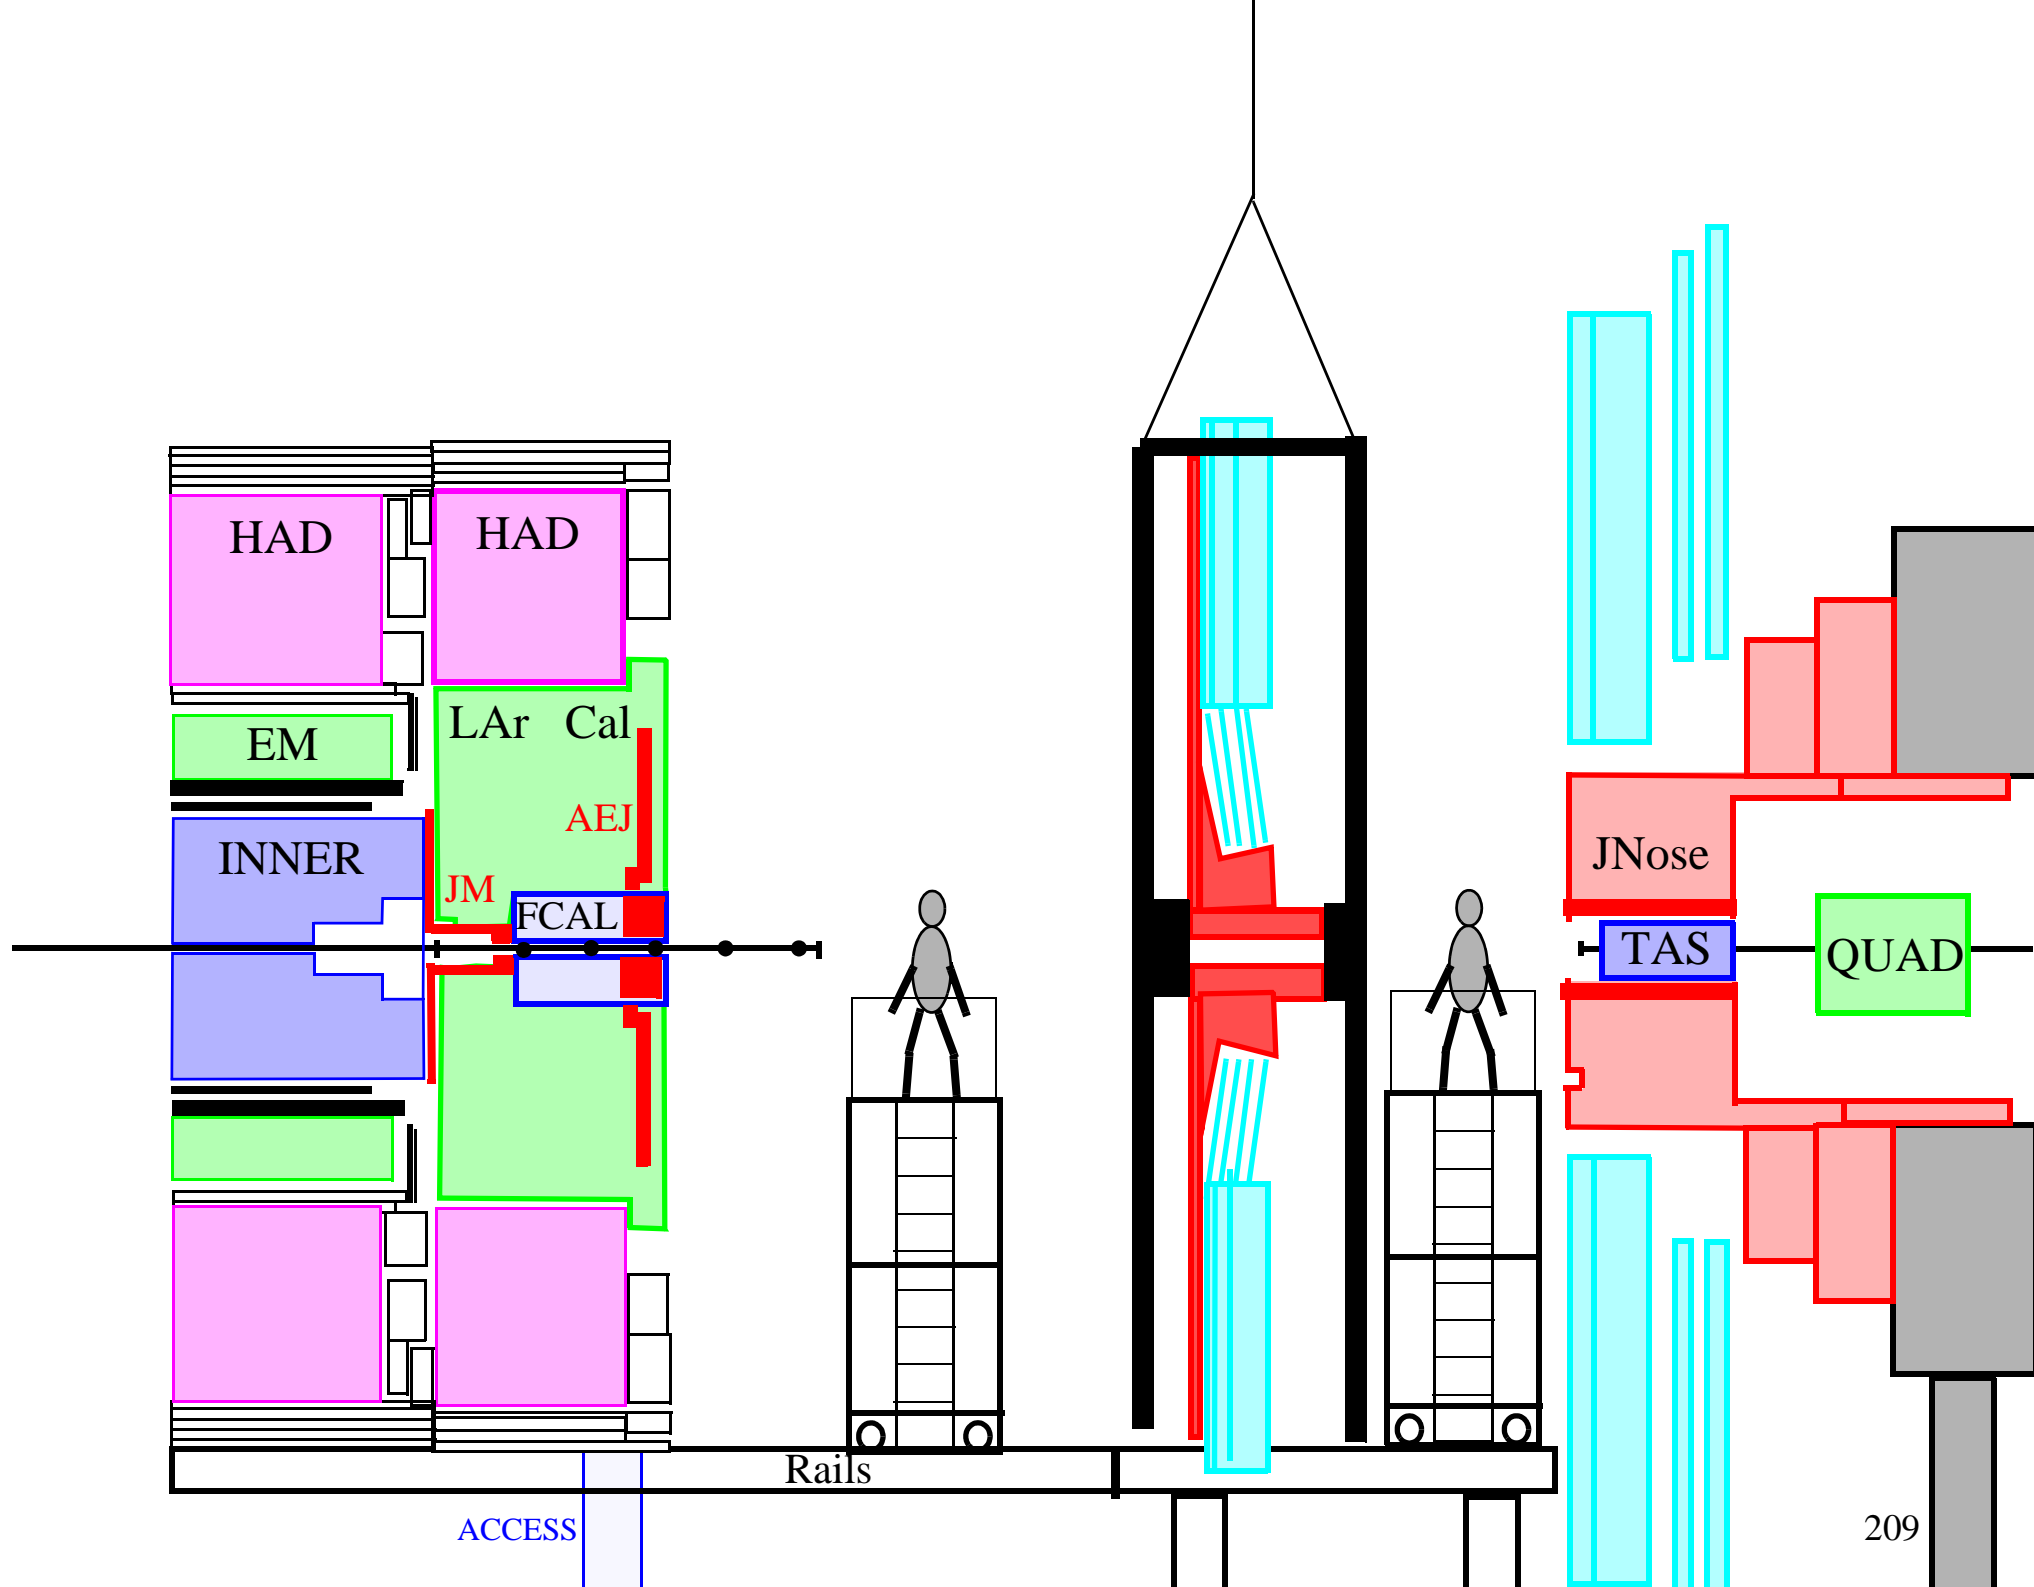 HAD
HAD
LAr Cal
EM
AEJ
INNER
JM
FCAL
JNose
TAS
QUAD
Rails
ACCESS
209